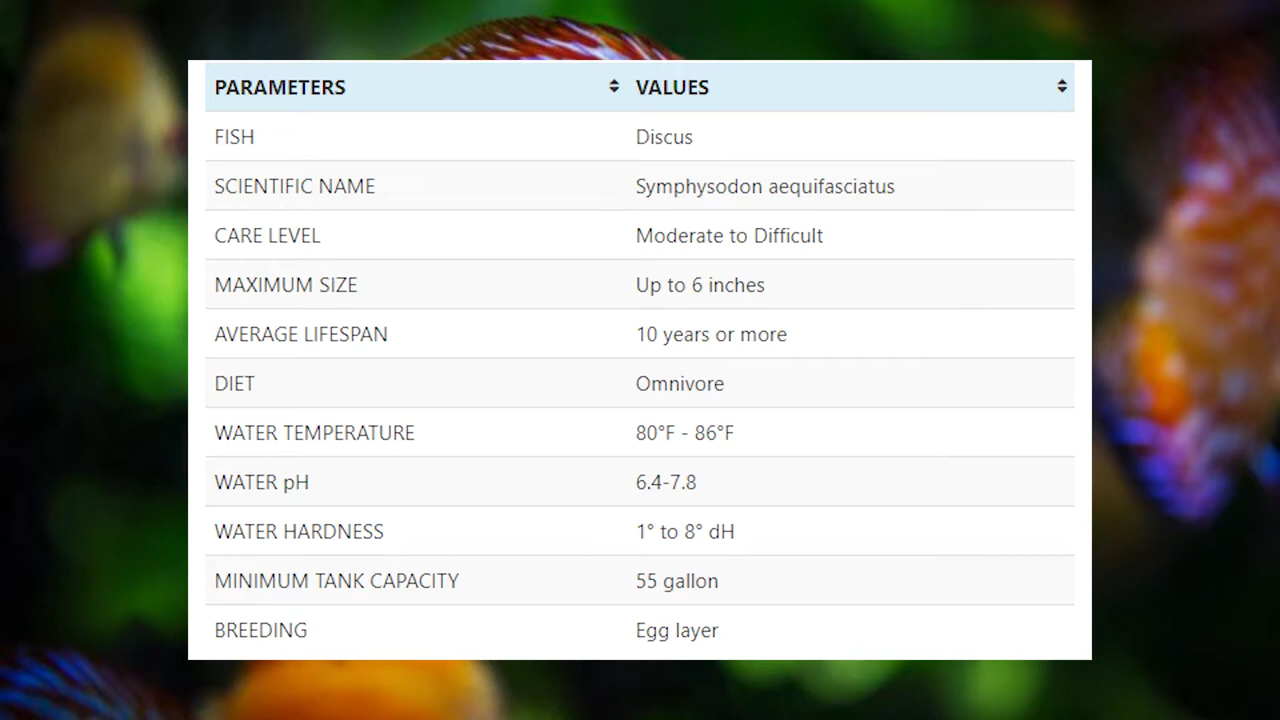 PARAMETERS VALUES
FISH Discus
SCIENTIFIC NAME Symphysodon aequifasciatus
CARE LEVEL Moderate to Difficult
MAXIMUM SIZE Up to 6 inches
AVERAGE LIFESPAN 10 years or more
DIET Omnivore
WATER TEMPERATURE 80°F - 86°F
WATER pH 6.4-7.8
WATER HARDNESS 1° to 8° dH
MINIMUM TANK CAPACITY 55 gallon
BREEDING Egg layer